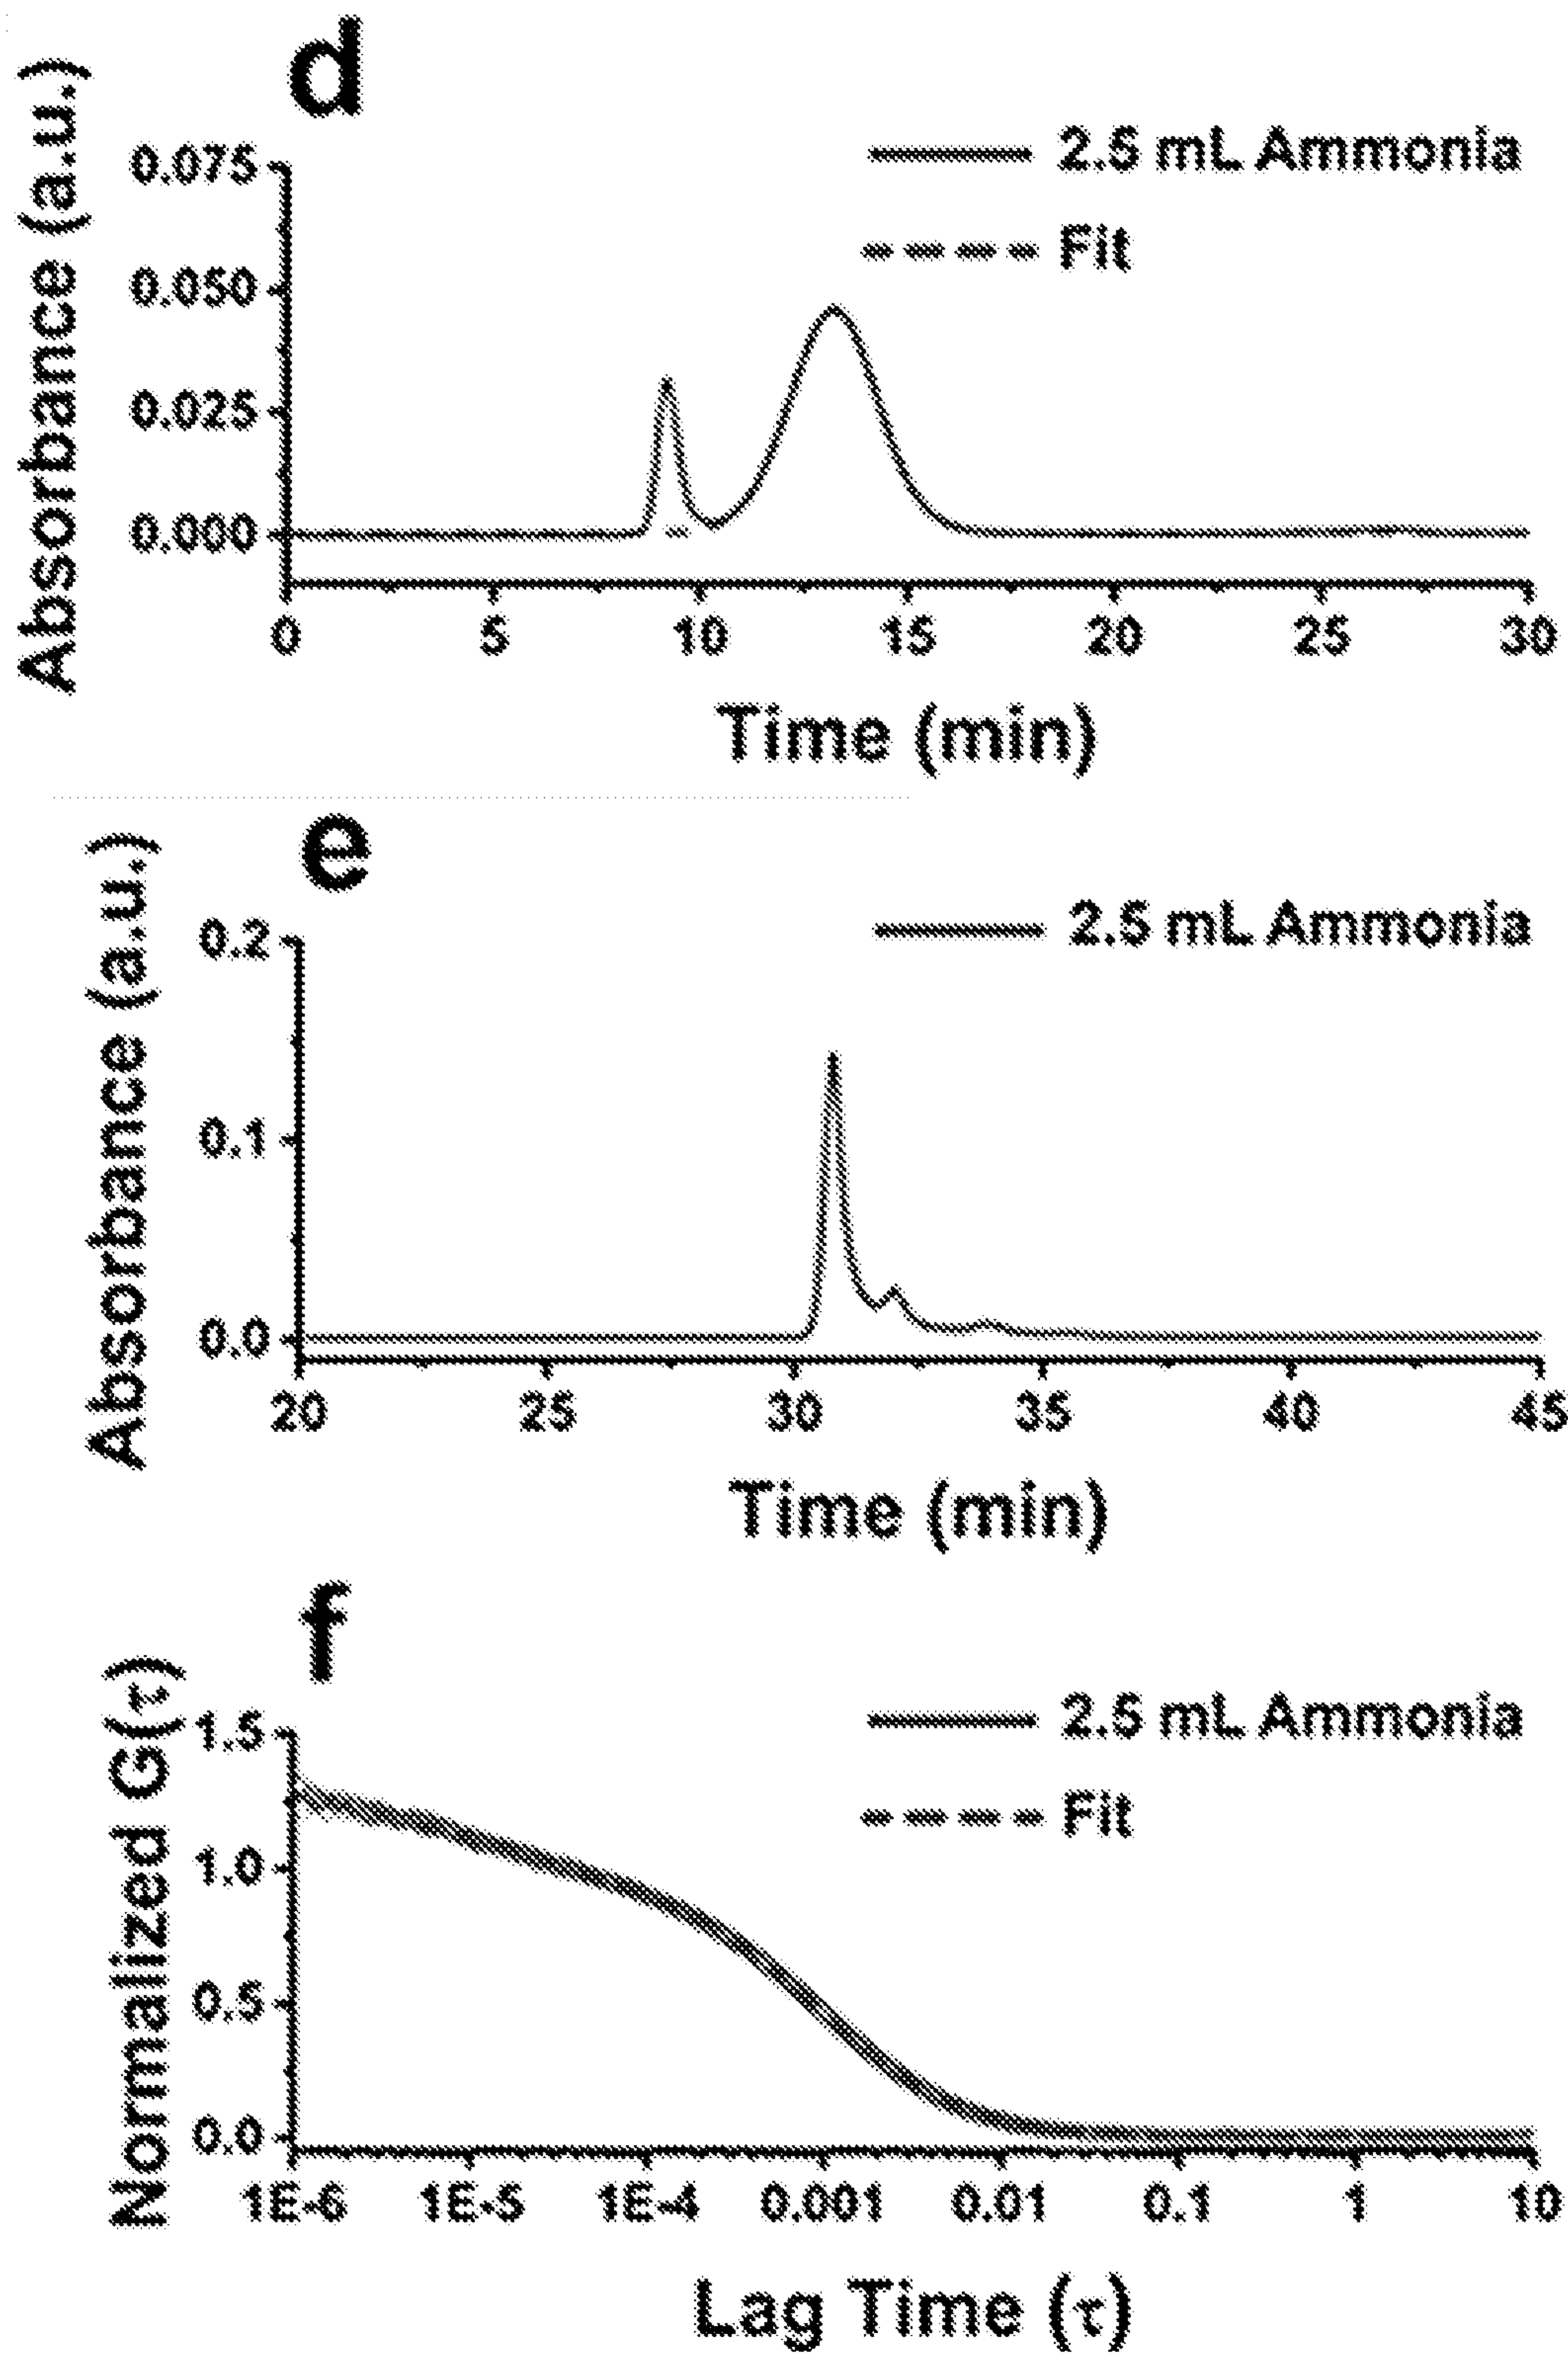 d
Absorbance (a.u.)
2.5 mL Ammonia
Fit
0.075
0.050
0.025
0.000
0 5 10 15 20 25 30
Time (min)
e
Absorbance (a.u.)
2.5 mL Ammonia
0.2
0.1
0.0
20 25 30 35 40 45
Time (min)
f
Normalized G(τ)
2.5 mL Ammonia
Fit
1.5
1.0
0.5
0.0
1E-6 1E-5 1E-4 0.001 0.01 0.1 1 10
Lag Time (τ)